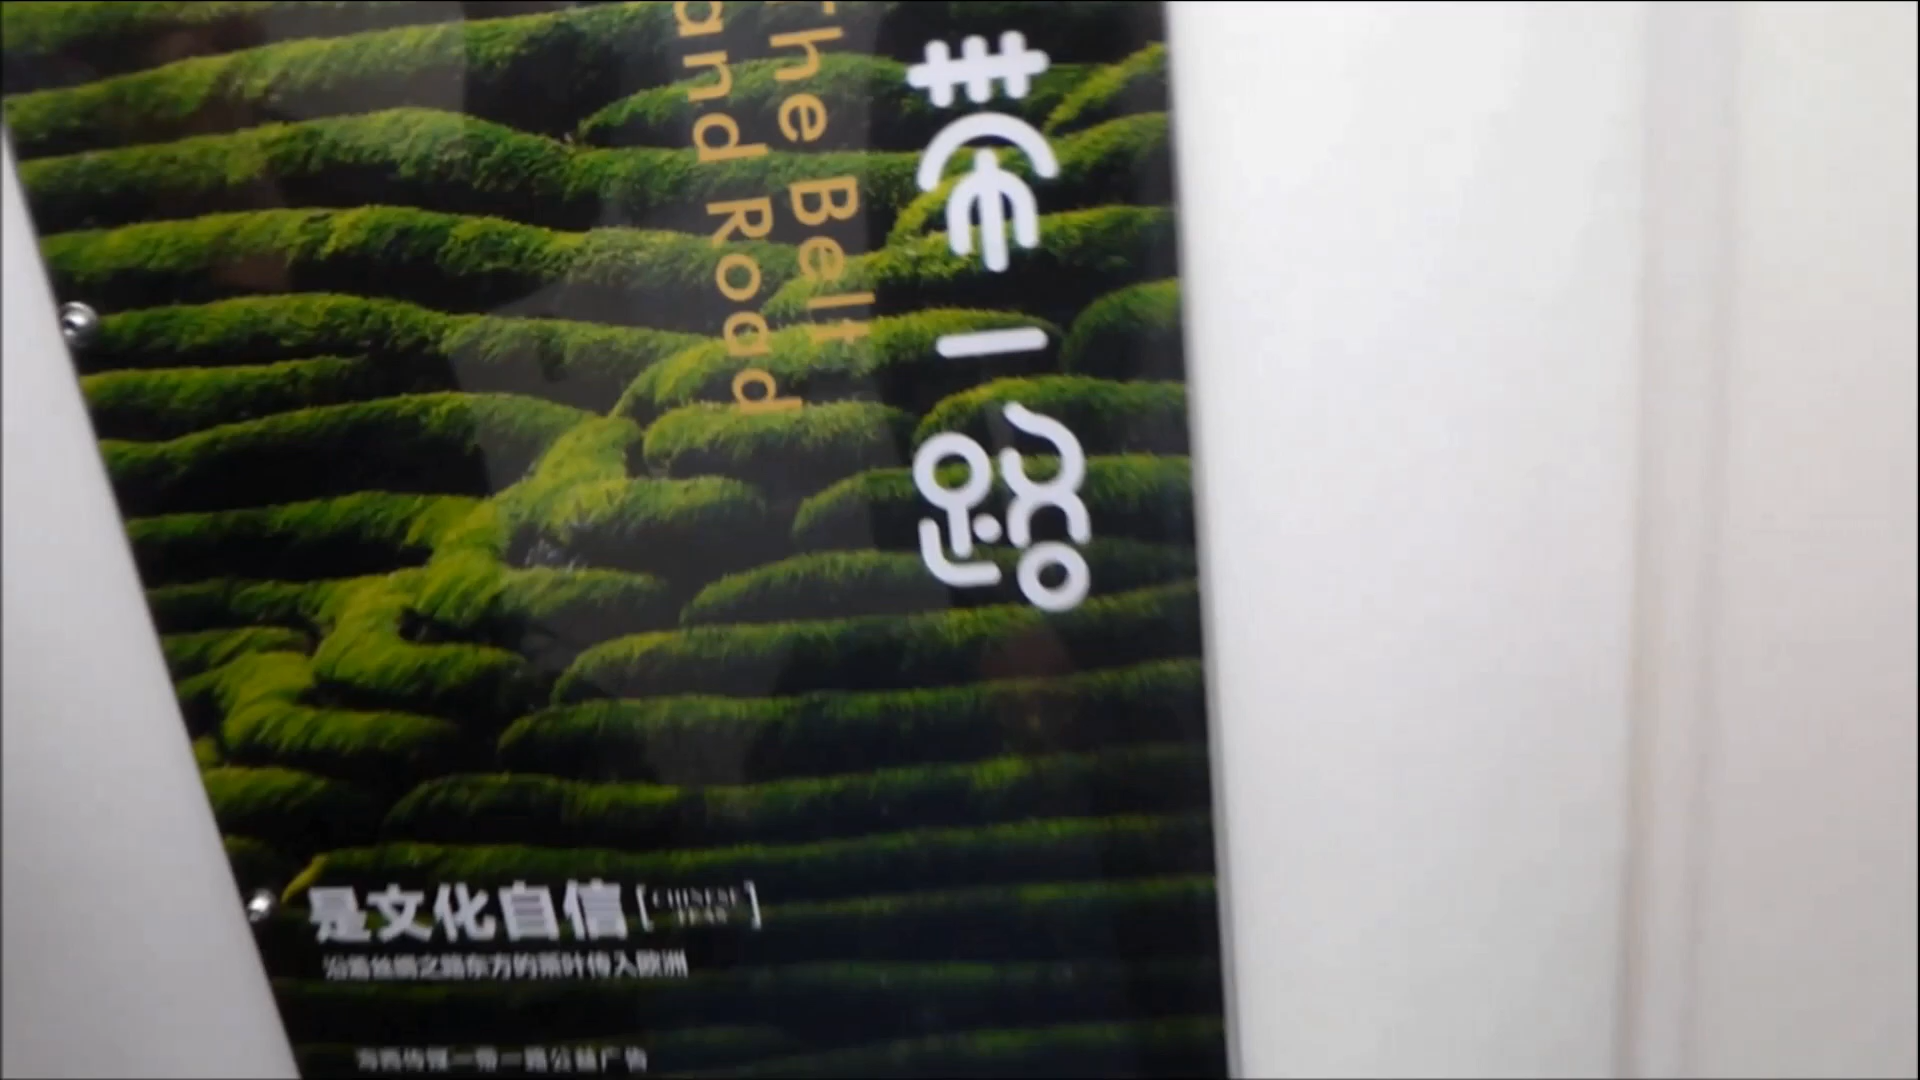 带一路
The Belt
and Road
是文化自信[CHINESE
TEAS]
沿着丝绸之路东方的茶叶传入欧洲
海西传媒一带一路公益广告